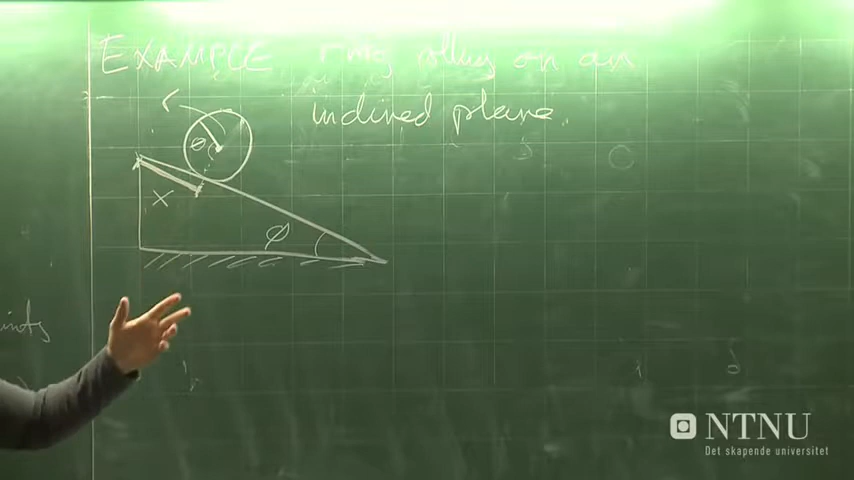 EXAMPLE ring rolling on an
inclined plane.
θ
x
φ
NTNU
Det skapende universitet